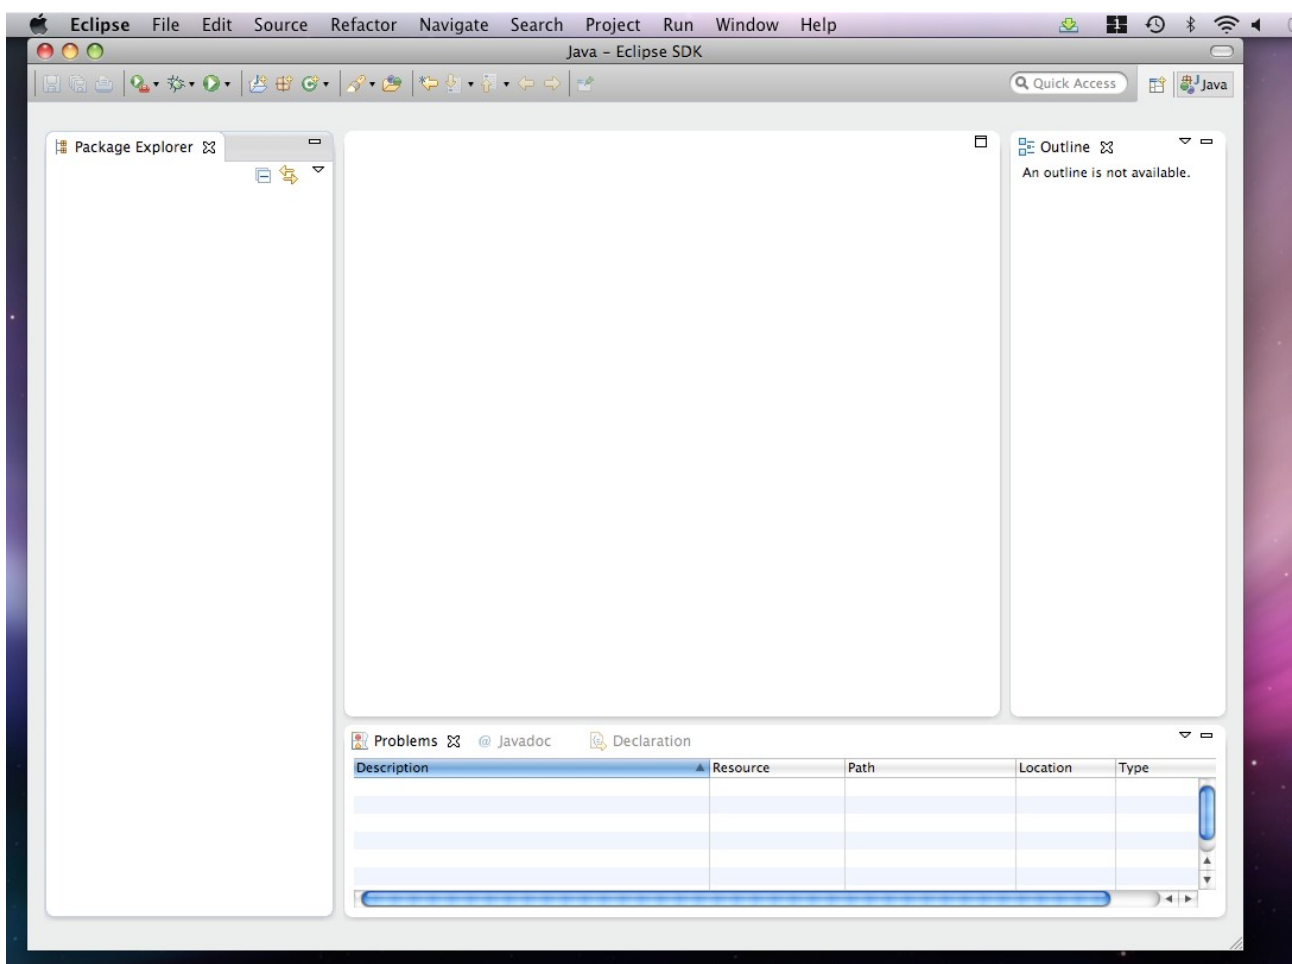 Eclipse File Edit Source Refactor Navigate Search Project Run Window Help
Java – Eclipse SDK
Quick Access Java
Package Explorer
Outline
An outline is not available.
Problems @ Javadoc Declaration
Description Resource Path Location Type